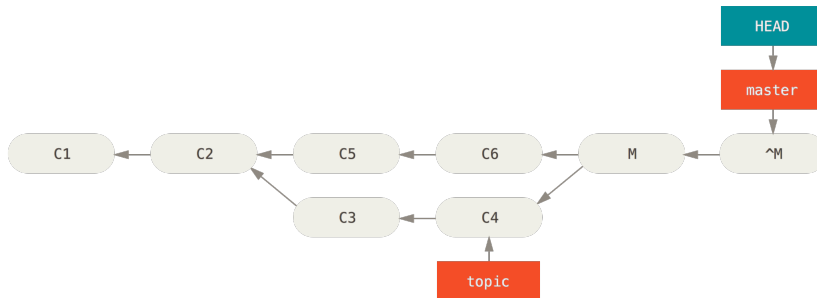 HEAD
master
C1 C2 C5 C6 M ^M
C3 C4
topic